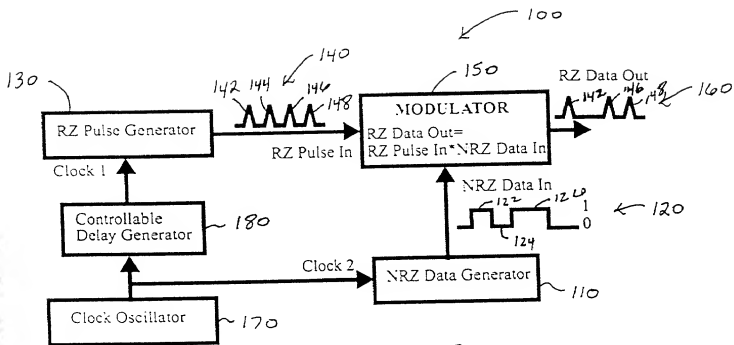 100
130
140
142 144 146 148
150
RZ Data Out
142 146 148
160
RZ Pulse Generator
RZ Pulse In
MODULATOR
RZ Data Out=
RZ Pulse In*NRZ Data In
Clock 1
NRZ Data In
122 126
124
1
0
120
Controllable
Delay Generator
180
Clock 2
NRZ Data Generator
110
Clock Oscillator
170